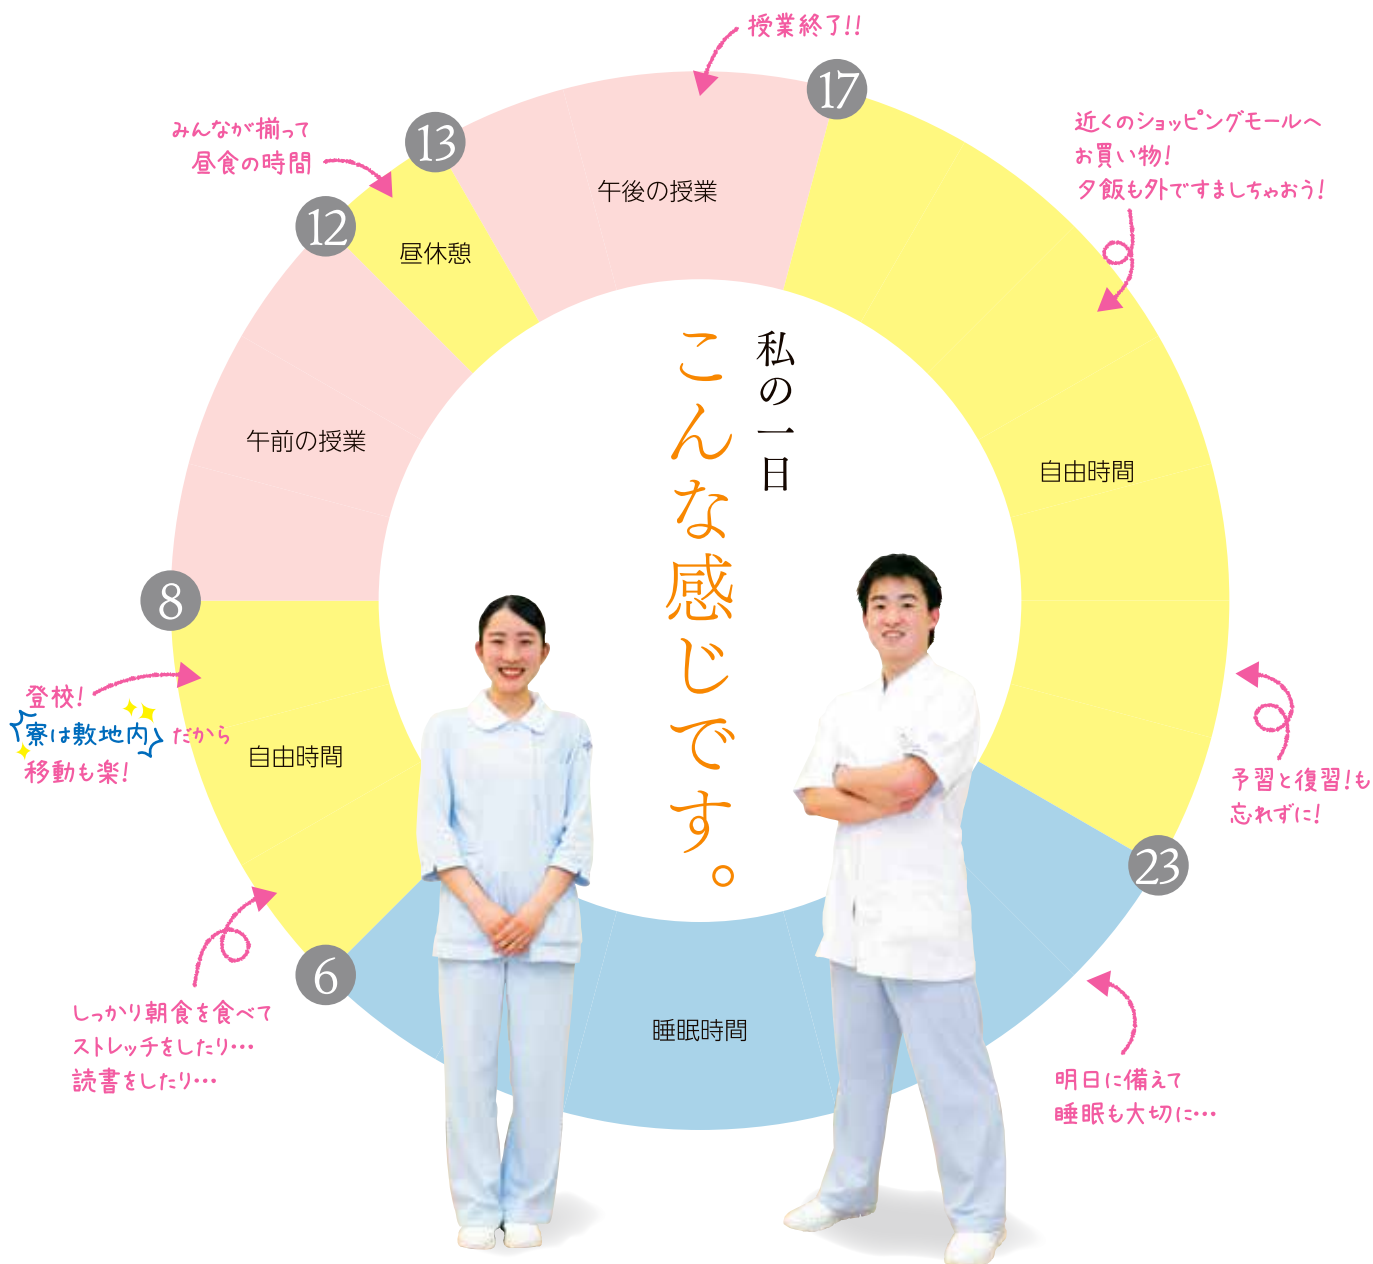 私の一日
こんな感じです。
6
しっかり朝食を食べて
ストレッチをしたり…
読書をしたり…
自由時間
登校!
寮は敷地内だから
移動も楽!
8
午前の授業
12
みんなが揃って
昼食の時間
昼休憩
13
午後の授業
授業終了!!
17
近くのショッピングモールへ
お買い物!
夕飯も外ですましちゃおう!
自由時間
予習と復習!も
忘れずに!
23
明日に備えて
睡眠も大切に…
睡眠時間